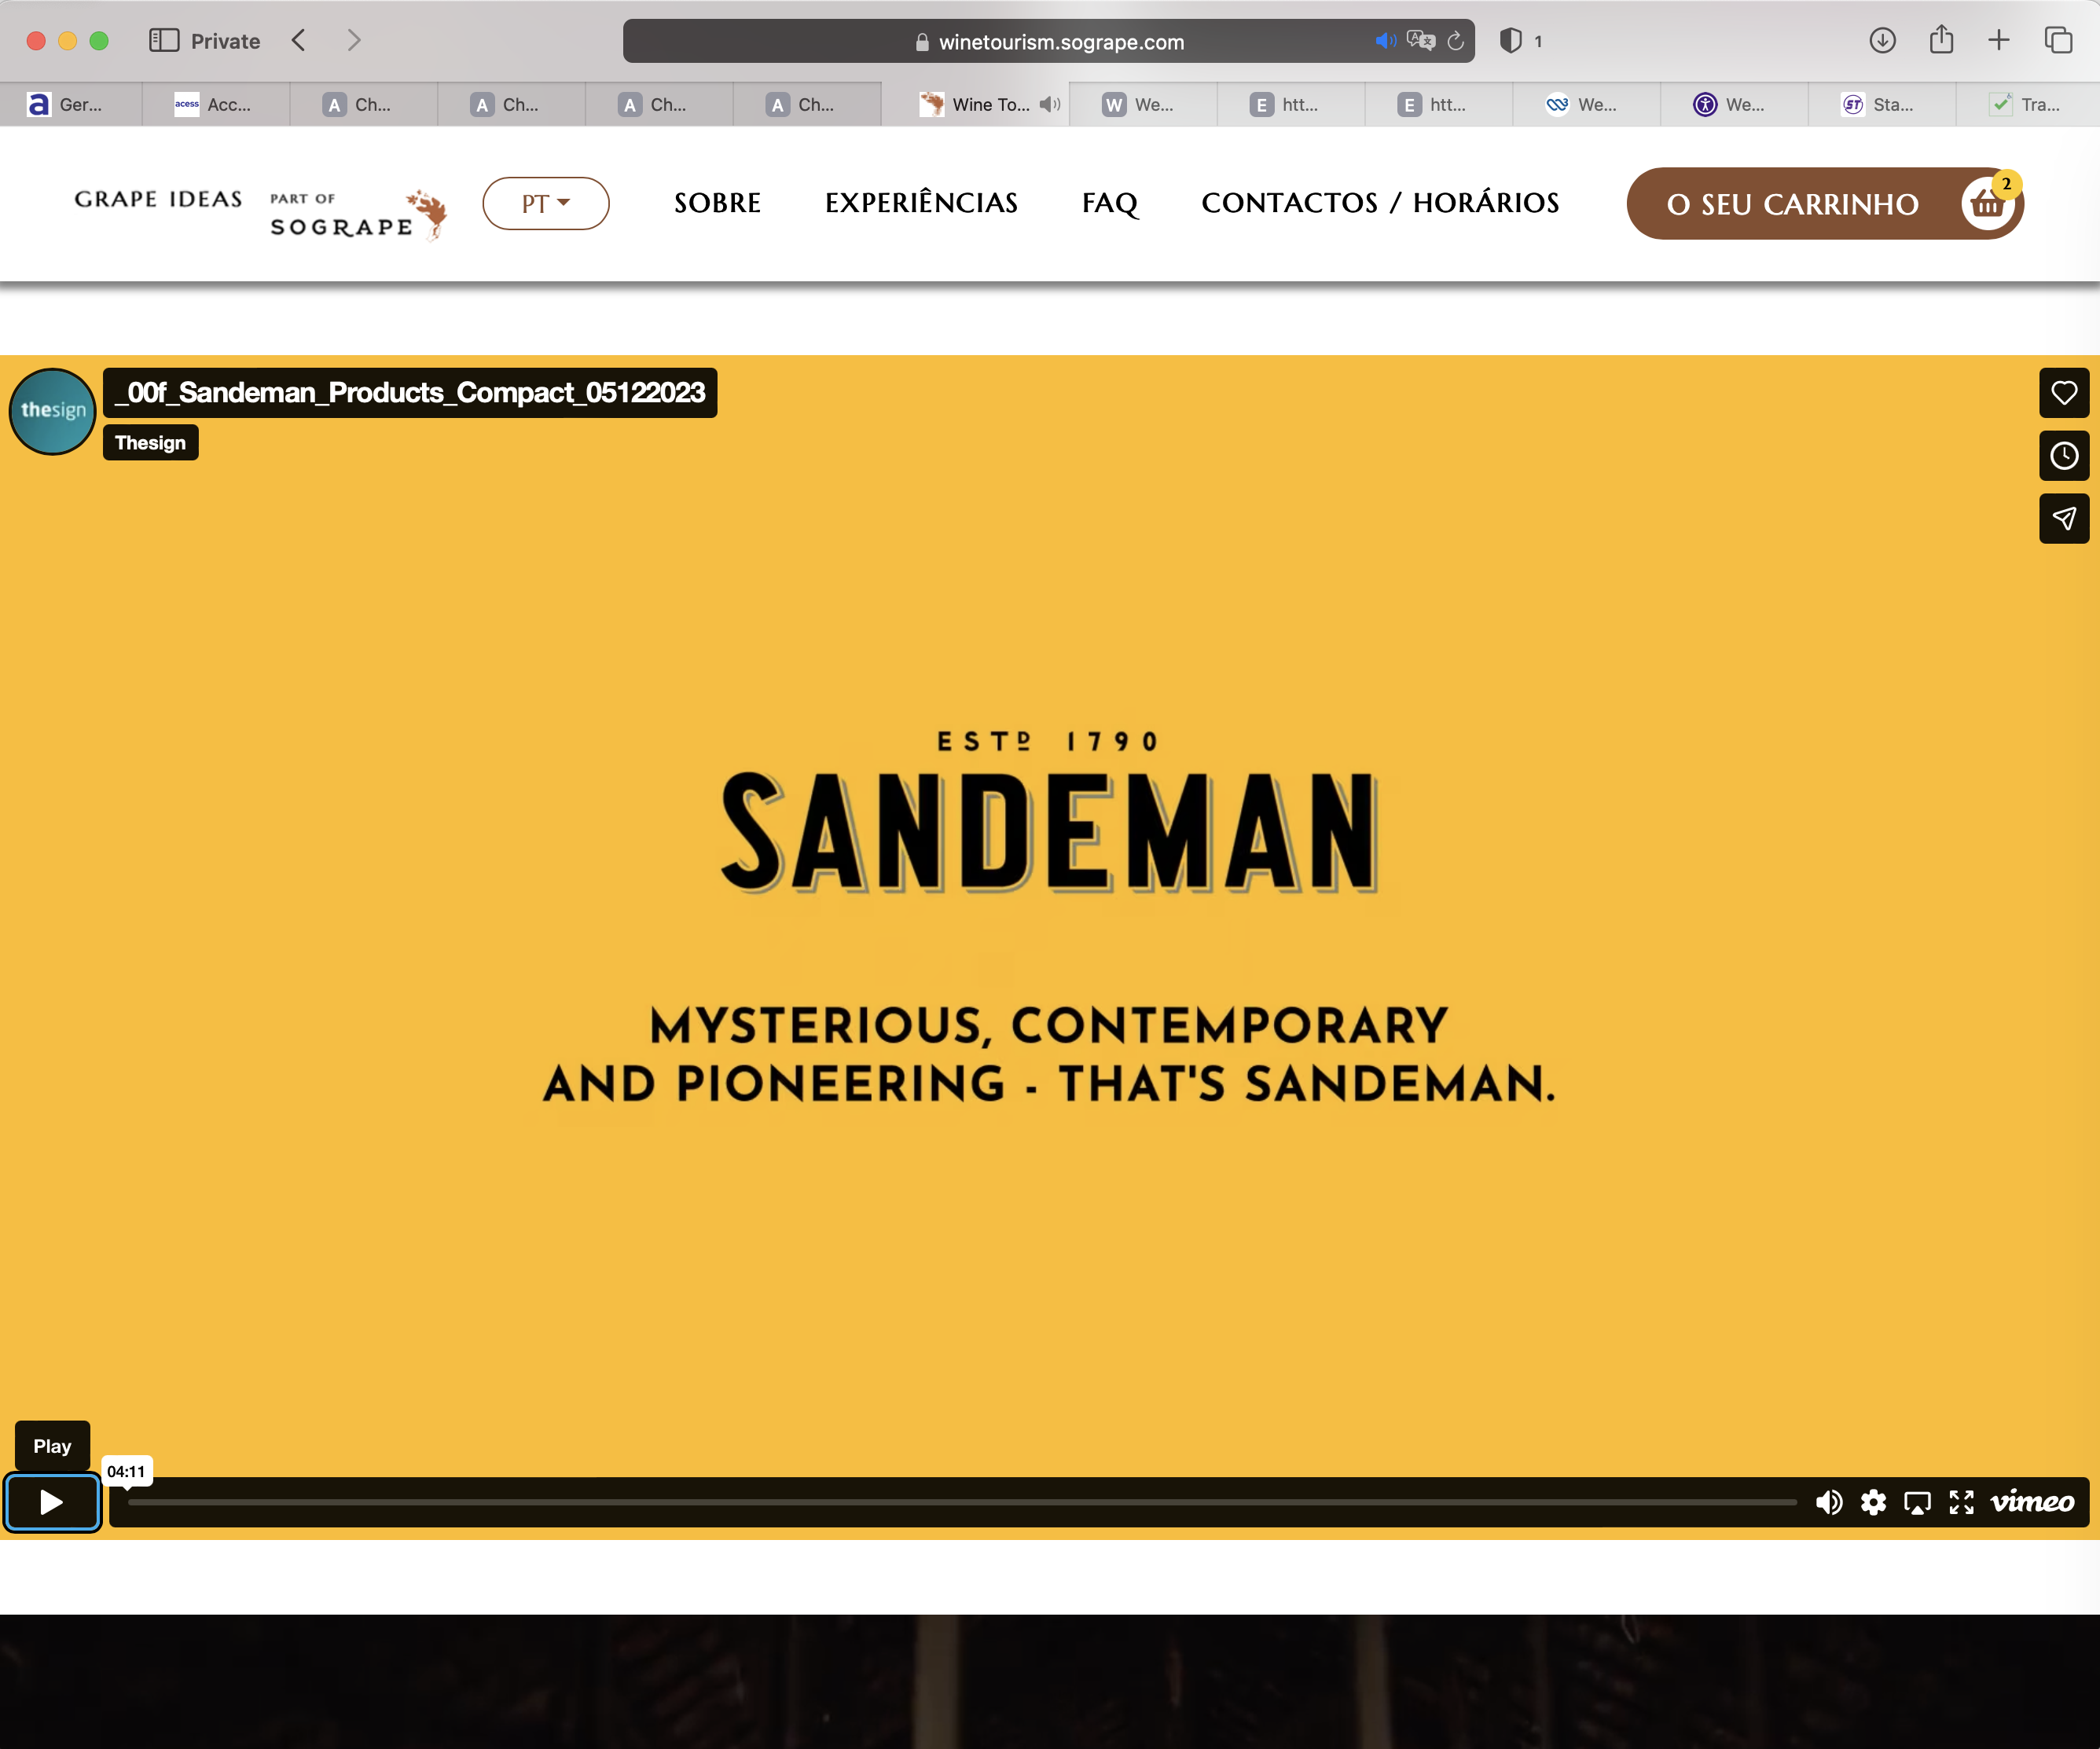 Private
winetourism.sogrape.com
1
a Ger...
acess Acc...
A Ch...
A Ch...
A Ch...
A Ch...
Wine To...
W We...
E htt...
E htt...
We...
We...
ST Sta...
Tra...
GRAPE IDEAS
PART OF
SOGRAPE
PT
SOBRE
EXPERIÊNCIAS
FAQ
CONTACTOS / HORÁRIOS
O SEU CARRINHO
2
thesign
_00f_Sandeman_Products_Compact_05122023
Thesign
ESTD 1790
SANDEMAN
MYSTERIOUS, CONTEMPORARY
AND PIONEERING - THAT'S SANDEMAN.
Play
04:11
vimeo